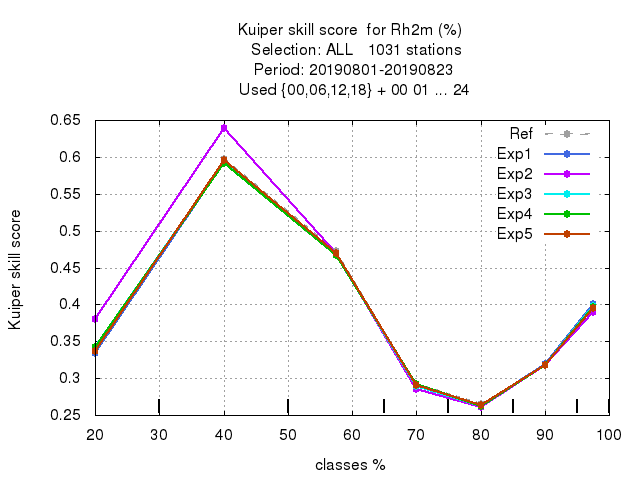 Kuiper skill score  for Rh2m (%)
Selection: ALL   1031 stations
Period: 20190801-20190823
Used {00,06,12,18} + 00 01 ... 24
0.65
0.6
0.55
0.5
0.45
0.4
0.35
0.3
0.25
Kuiper skill score
Ref
Exp1
Exp2
Exp3
Exp4
Exp5
20 30 40 50 60 70 80 90 100
classes %